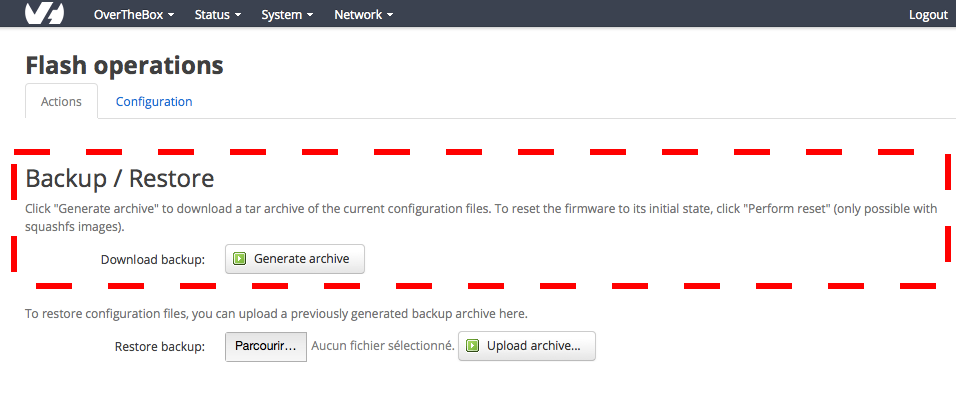 OverTheBox Status System Network Logout
Flash operations
Actions Configuration
Backup / Restore
Click "Generate archive" to download a tar archive of the current configuration files. To reset the firmware to its initial state, click "Perform reset" (only possible with
squashfs images).
Download backup: Generate archive
To restore configuration files, you can upload a previously generated backup archive here.
Restore backup: Parcourir... Aucun fichier sélectionné. Upload archive...